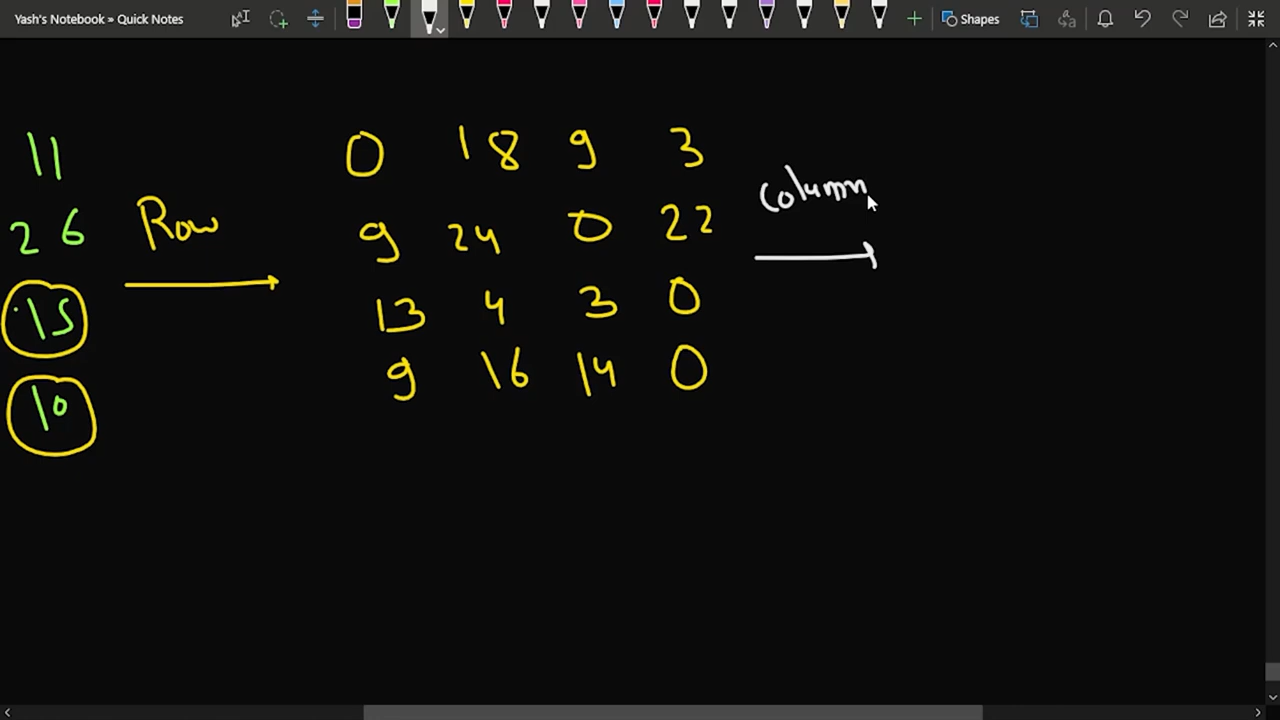 Yash's Notebook » Quick Notes
Shapes
11
26
15
10
Row
0 18 9 3
9 24 0 22
13 4 3 0
9 16 14 0
Column